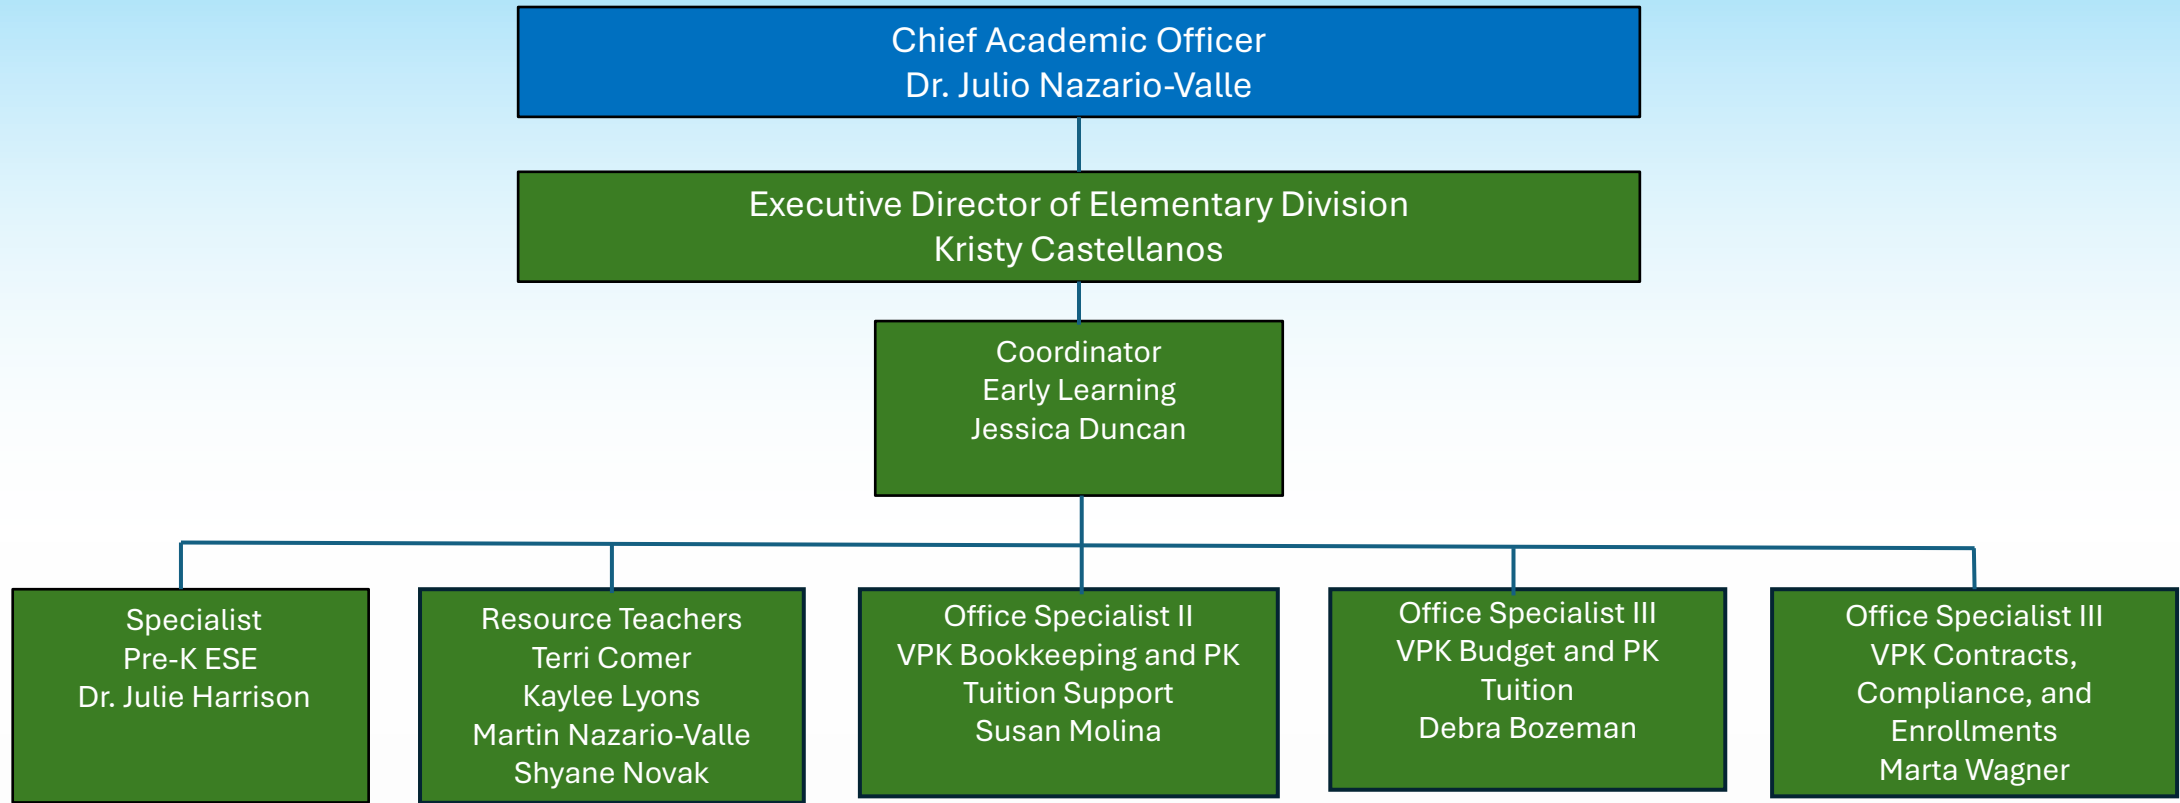 Chief Academic Officer
Dr. Julio Nazario-Valle
Executive Director of Elementary Division
Kristy Castellanos
Coordinator
Early Learning
Jessica Duncan
Specialist
Pre-K ESE
Dr. Julie Harrison
Resource Teachers
Terri Comer
Kaylee Lyons
Martin Nazario-Valle
Shyane Novak
Office Specialist II
VPK Bookkeeping and PK
Tuition Support
Susan Molina
Office Specialist III
VPK Budget and PK
Tuition
Debra Bozeman
Office Specialist III
VPK Contracts,
Compliance, and
Enrollments
Marta Wagner